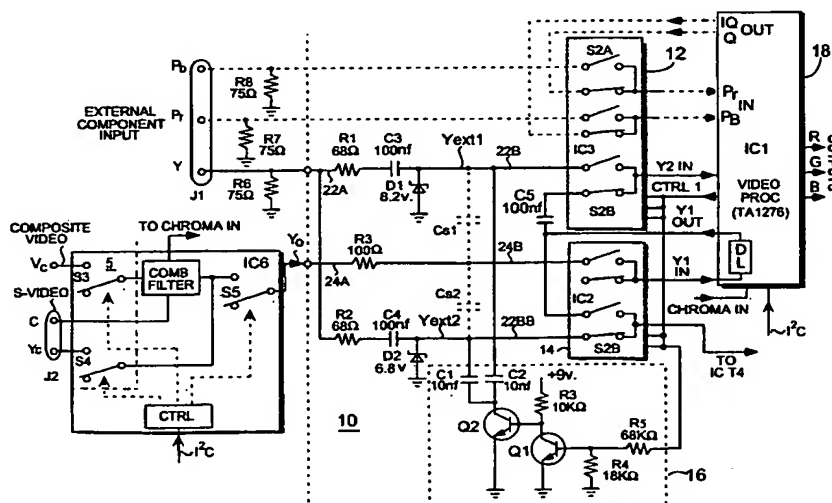 IQ
Q
OUT
18
S2A
12
Pb
R8
75Ω
EXTERNAL
COMPONENT
INPUT
Pr
R7
75Ω
Y
J1
R6
75Ω
R1
68Ω
C3
100nf
Yext1
22B
22A
D1
8.2v.
IC3
C5
100nf
S2B
Pr
IN
PB
IC1
Y2 IN
CTRL 1
Y1
OUT
VIDEO
PROC
(TA1276)
R
G
B
DL
Y1
IN
CHROMA IN
I²C
TO CHROMA IN
COMPOSITE
VIDEO
Vc
5
S3
COMB
FILTER
IC6
S5
Yo
S-VIDEO
C
Yc
J2
S4
CTRL
I²C
R3
100Ω
24A
24B
Cs1
Cs2
R2
68Ω
C4
100nf
Yext2
22BB
D2
6.8v
IC2
14
S2B
TO
IC T4
C1
10nf
C2
10nf
+9v.
R3
10KΩ
R5
68KΩ
Q2
Q1
R4
18KΩ
10
16